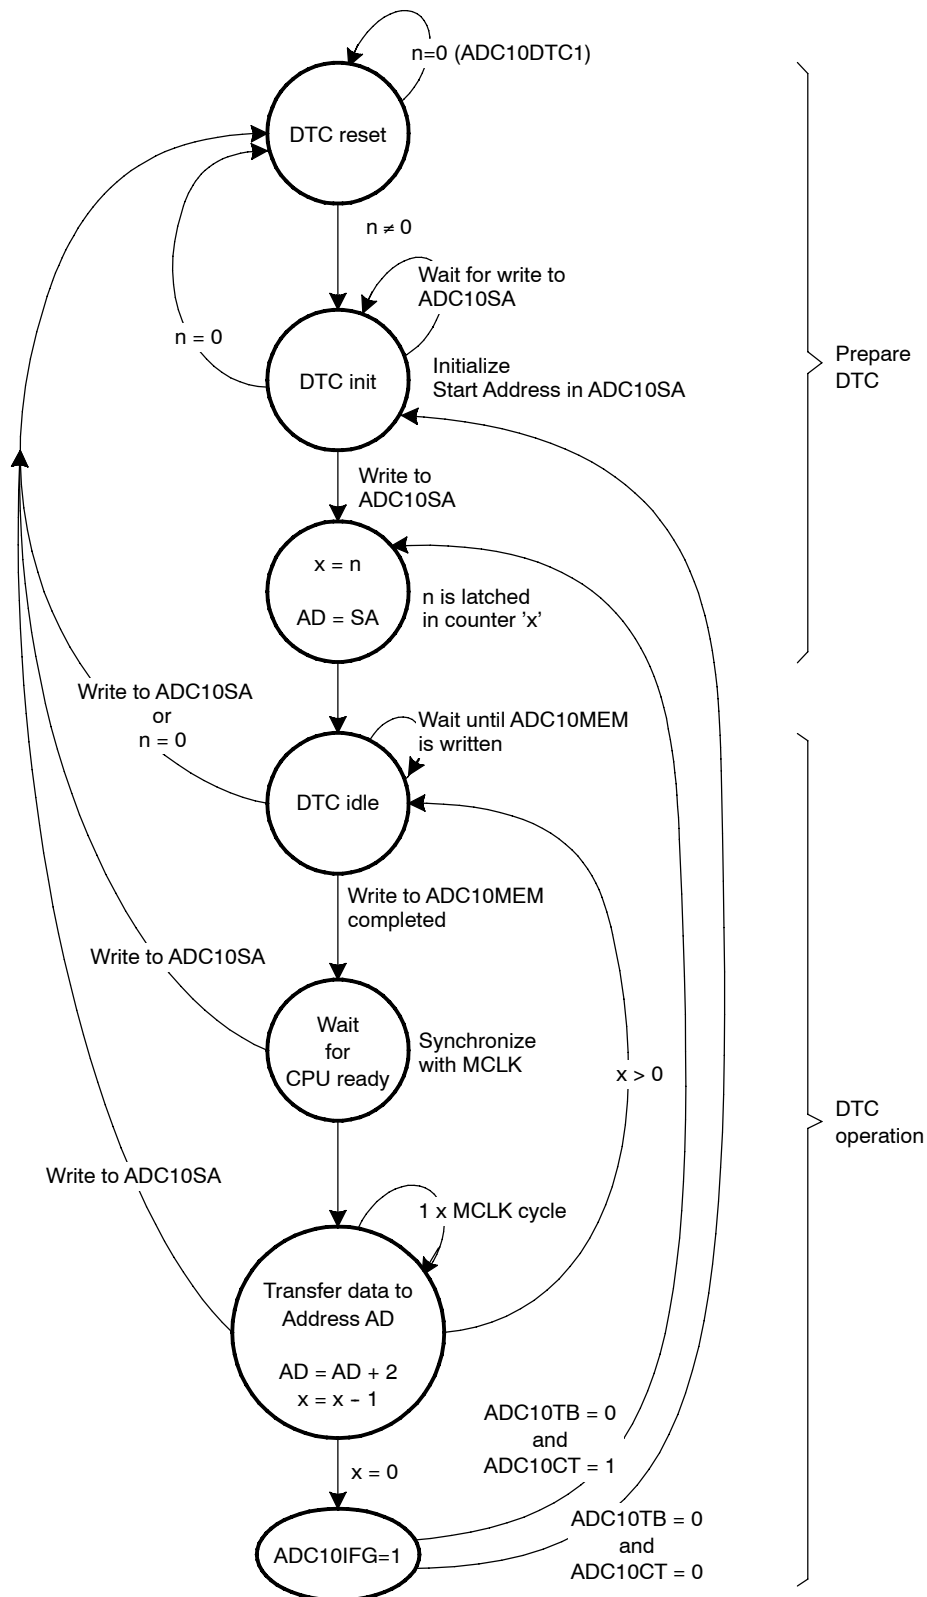 n=0 (ADC10DTC1)
DTC reset
n ≠ 0
Wait for write to
ADC10SA
n = 0
DTC init
Initialize
Start Address in ADC10SA
Prepare
DTC
Write to
ADC10SA
x = n
AD = SA
n is latched
in counter ’x’
Write to ADC10SA
or
n = 0
Wait until ADC10MEM
is written
DTC idle
Write to ADC10MEM
completed
Write to ADC10SA
Wait
for
CPU ready
Synchronize
with MCLK
x > 0
DTC
operation
Write to ADC10SA
1 x MCLK cycle
Transfer data to
Address AD
AD = AD + 2
x = x − 1
ADC10TB = 0
and
ADC10CT = 1
x = 0
ADC10IFG=1
ADC10TB = 0
and
ADC10CT = 0